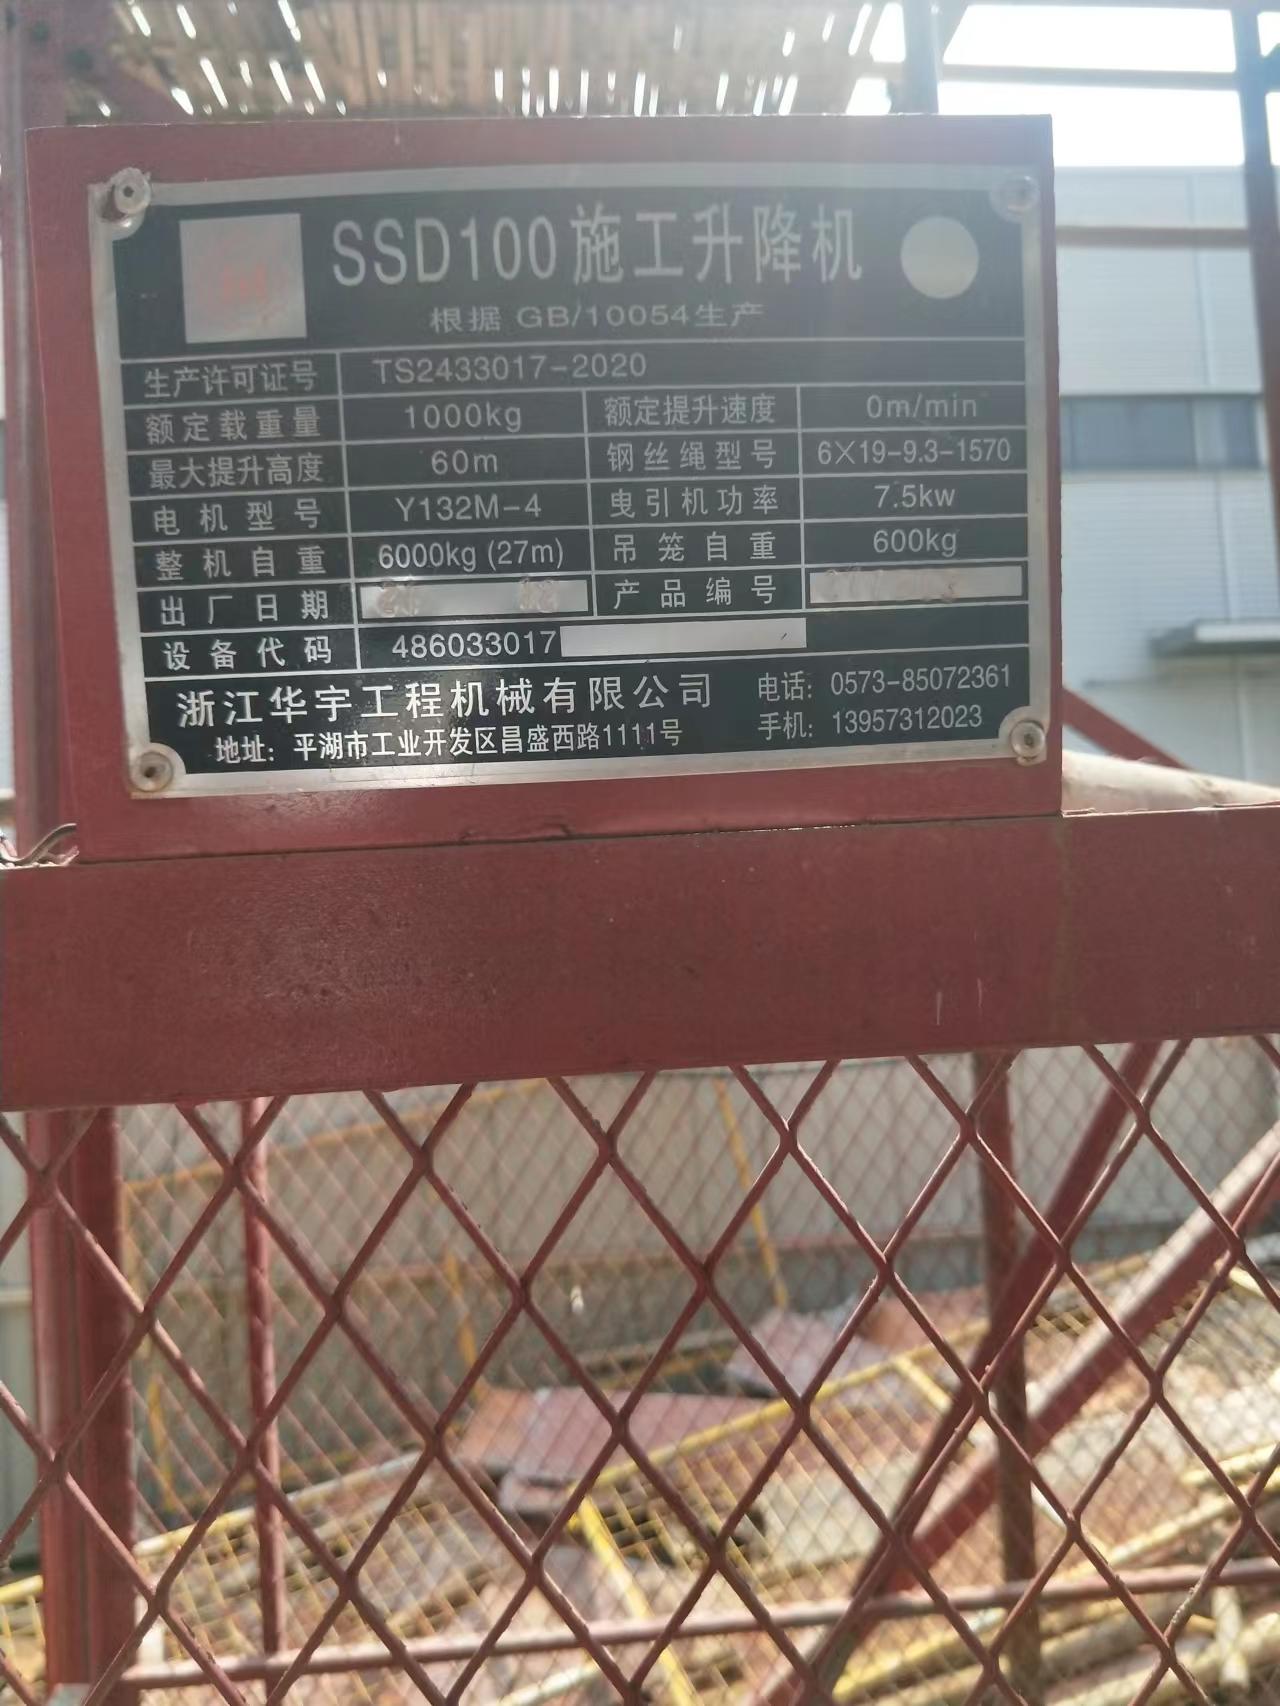 SSD100施工升降机
根据 GB/10054生产
生产许可证号 TS2433017-2020
额定载重量 1000kg 额定提升速度 0m/min
最大提升高度 60m 钢丝绳型号 6×19-9.3-1570
电机型号 Y132M-4 曳引机功率 7.5kw
整机自重 6000kg (27m) 吊笼自重 600kg
出厂日期 产品编号
设备代码 486033017
浙江华宇工程机械有限公司 电话: 0573-85072361
地址: 平湖市工业开发区昌盛西路1111号 手机: 13957312023